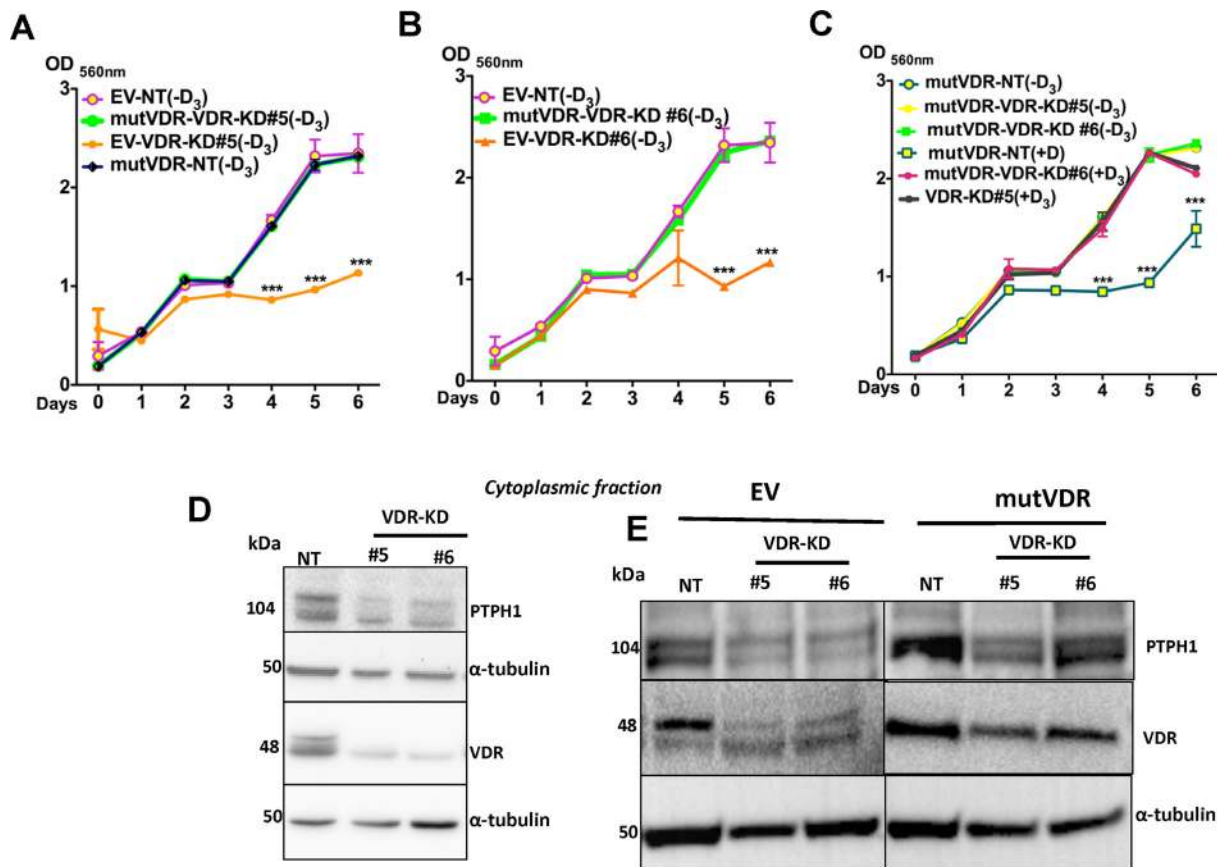 A
OD 560nm
3
2
1
0
EV-NT(-D3)
mutVDR-VDR-KD#5(-D3)
EV-VDR-KD#5(-D3)
mutVDR-NT(-D3)
*** *** ***
Days 0 1 2 3 4 5 6
B
OD 560nm
3
2
1
0
EV-NT(-D3)
mutVDR-VDR-KD #6(-D3)
EV-VDR-KD#6(-D3)
*** ***
Days 0 1 2 3 4 5 6
C
OD 560nm
3
2
1
0
mutVDR-NT(-D3)
mutVDR-VDR-KD#5(-D3)
mutVDR-VDR-KD #6(-D3)
mutVDR-NT(+D)
mutVDR-VDR-KD#6(+D3)
VDR-KD#5(+D3)
*** *** ***
Days 0 1 2 3 4 5 6
Cytoplasmic fraction
D
VDR-KD
kDa NT #5 #6
104 PTPH1
50 α-tubulin
48 VDR
50 α-tubulin
E
EV mutVDR
VDR-KD VDR-KD
kDa NT #5 #6 NT #5 #6
104 PTPH1
48 VDR
50 α-tubulin